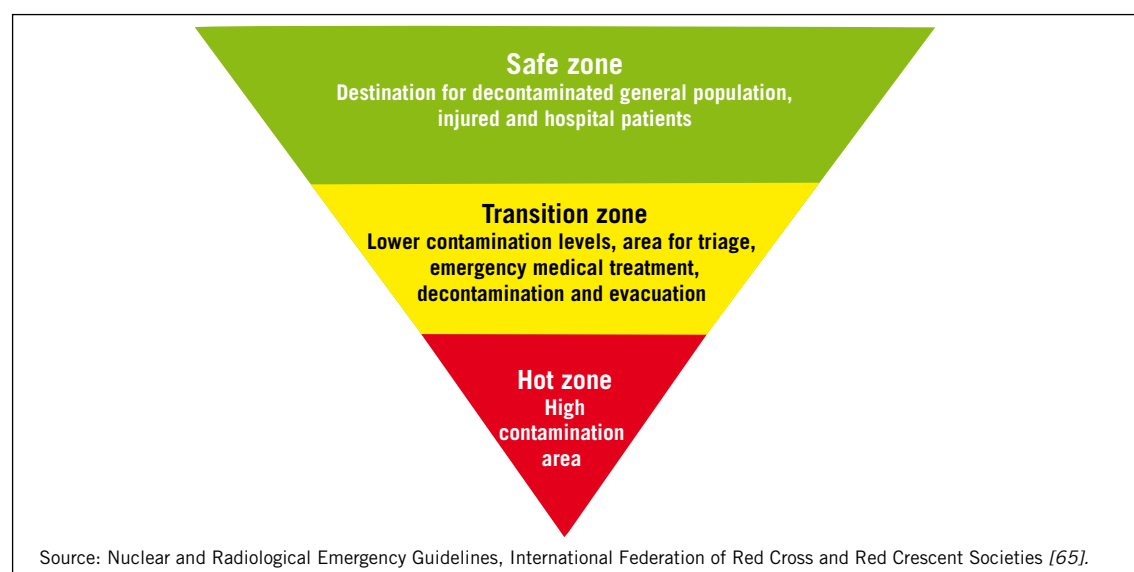 Safe zone
Destination for decontaminated general population,
injured and hospital patients
Transition zone
Lower contamination levels, area for triage,
emergency medical treatment,
decontamination and evacuation
Hot zone
High
contamination
area
Source: Nuclear and Radiological Emergency Guidelines, International Federation of Red Cross and Red Crescent Societies [65].